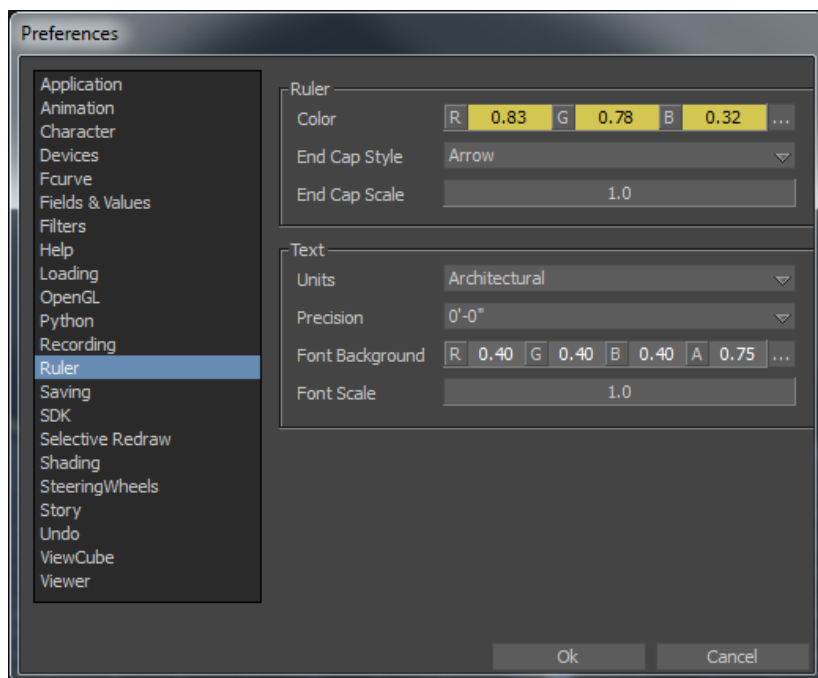 Preferences
Application
Animation
Character
Devices
Fcurve
Fields & Values
Filters
Help
Loading
OpenGL
Python
Recording
Ruler
Saving
SDK
Selective Redraw
Shading
SteeringWheels
Story
Undo
ViewCube
Viewer
Ruler
Color R 0.83 G 0.78 B 0.32 ...
End Cap Style Arrow
End Cap Scale 1.0
Text
Units Architectural
Precision 0'-0"
Font Background R 0.40 G 0.40 B 0.40 A 0.75 ...
Font Scale 1.0
Ok Cancel